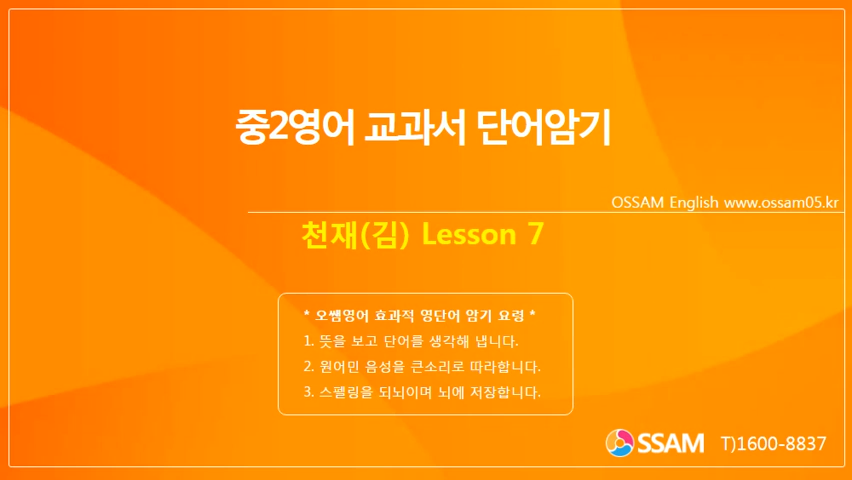 중2영어 교과서 단어암기
OSSAM English www.ossam05.kr
천재(김) Lesson 7
* 오쌤영어 효과적 영단어 암기 요령 *
1. 뜻을 보고 단어를 생각해 냅니다.
2. 원어민 음성을 큰소리로 따라합니다.
3. 스펠링을 되뇌이며 뇌에 저장합니다.
OSSAM T)1600-8837